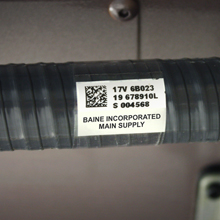 17V 6B023
19 678910L
S 004568
BAINE INCORPORATED
MAIN SUPPLY